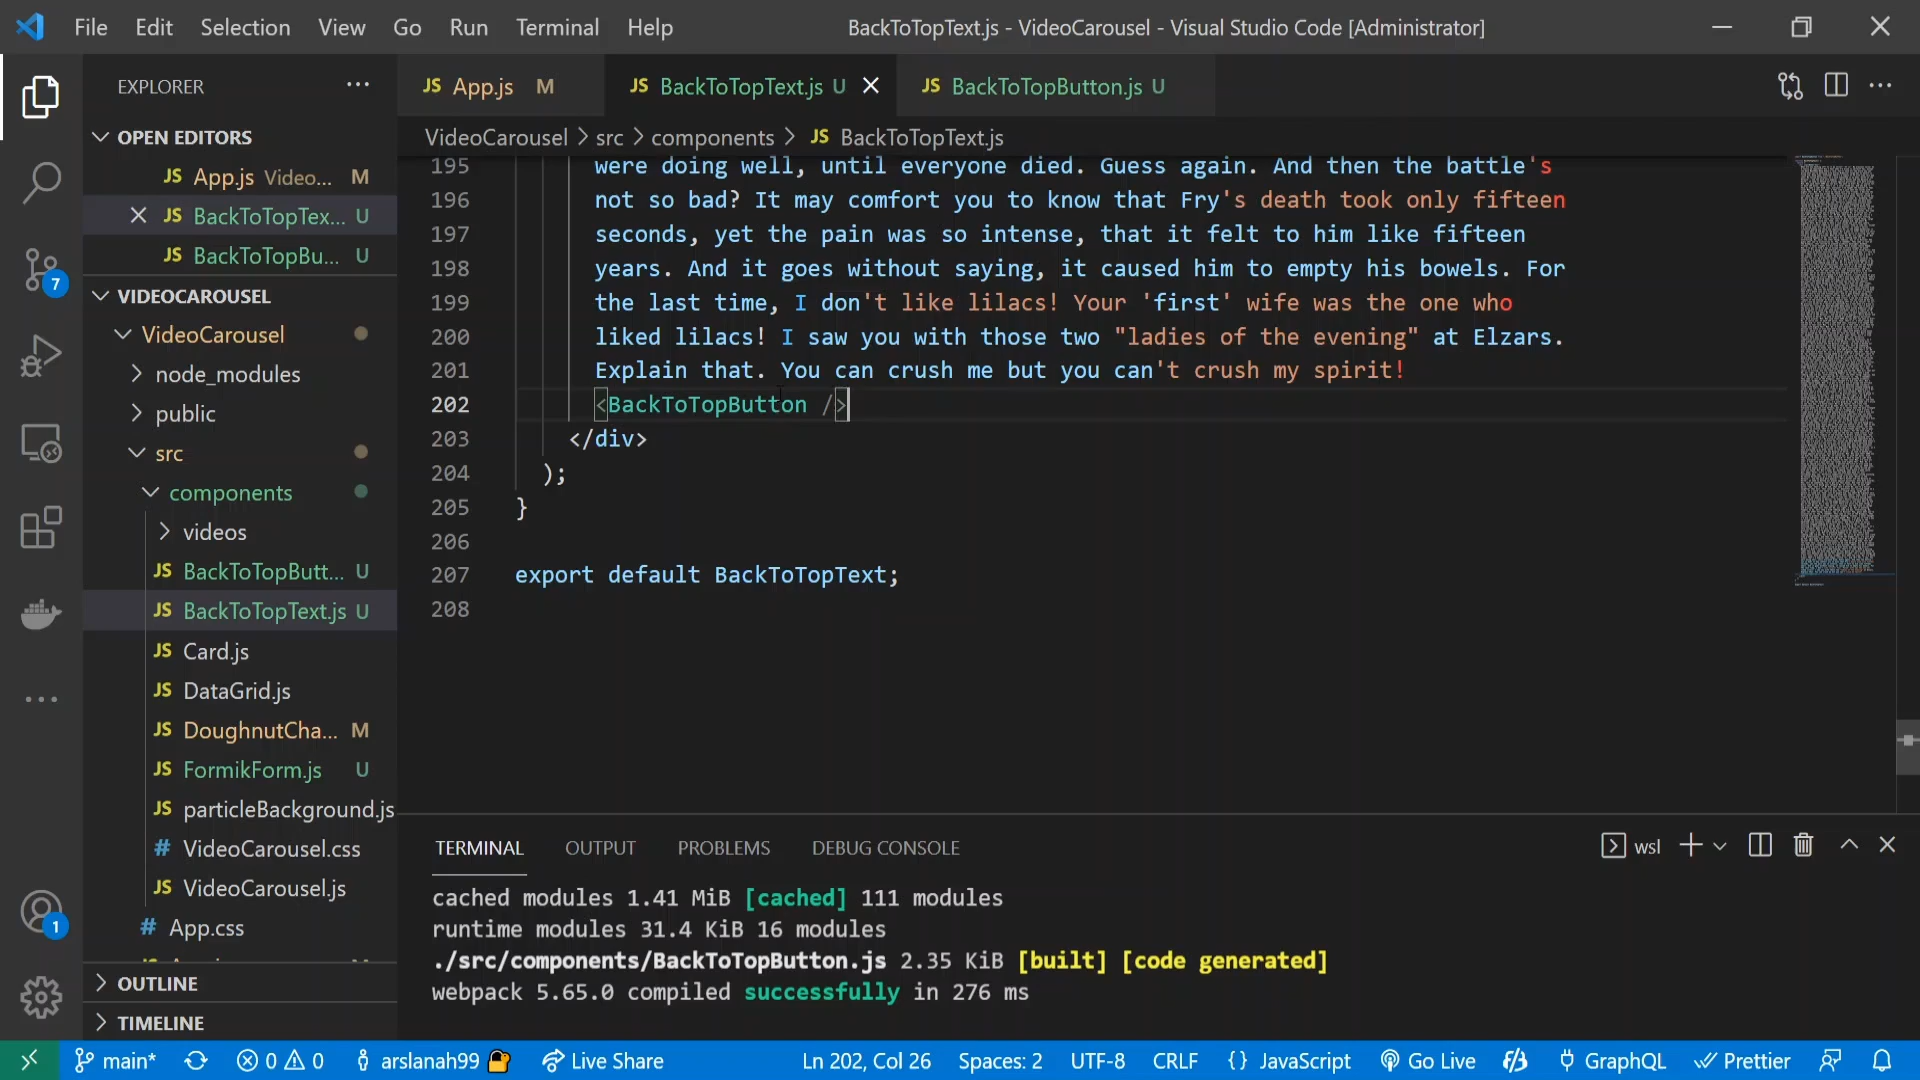 File Edit Selection View Go Run Terminal Help
BackToTopText.js - VideoCarousel - Visual Studio Code [Administrator]
EXPLORER
JS App.js M
JS BackToTopText.js U
JS BackToTopButton.js U
OPEN EDITORS
JS App.js Video... M
JS BackToTopTex... U
JS BackToTopBu... U
VIDEOCAROUSEL
VideoCarousel
node_modules
public
src
components
videos
JS BackToTopButt... U
JS BackToTopText.js U
JS Card.js
JS DataGrid.js
JS DoughnutCha... M
JS FormikForm.js U
JS particleBackground.js
# VideoCarousel.css
JS VideoCarousel.js
# App.css
OUTLINE
TIMELINE
7
1
VideoCarousel > src > components > JS BackToTopText.js
195 were doing well, until everyone died. Guess again. And then the battle's
196 not so bad? It may comfort you to know that Fry's death took only fifteen
197 seconds, yet the pain was so intense, that it felt to him like fifteen
198 years. And it goes without saying, it caused him to empty his bowels. For
199 the last time, I don't like lilacs! Your 'first' wife was the one who
200 liked lilacs! I saw you with those two "ladies of the evening" at Elzars.
201 Explain that. You can crush me but you can't crush my spirit!
202 <BackToTopButton />
203 </div>
204 );
205 }
206
207 export default BackToTopText;
208
TERMINAL OUTPUT PROBLEMS DEBUG CONSOLE
wsl
cached modules 1.41 MiB [cached] 111 modules
runtime modules 31.4 KiB 16 modules
./src/components/BackToTopButton.js 2.35 KiB [built] [code generated]
webpack 5.65.0 compiled successfully in 276 ms
main* 0 0 arslanah99 Live Share Ln 202, Col 26 Spaces: 2 UTF-8 CRLF {} JavaScript Go Live GraphQL Prettier